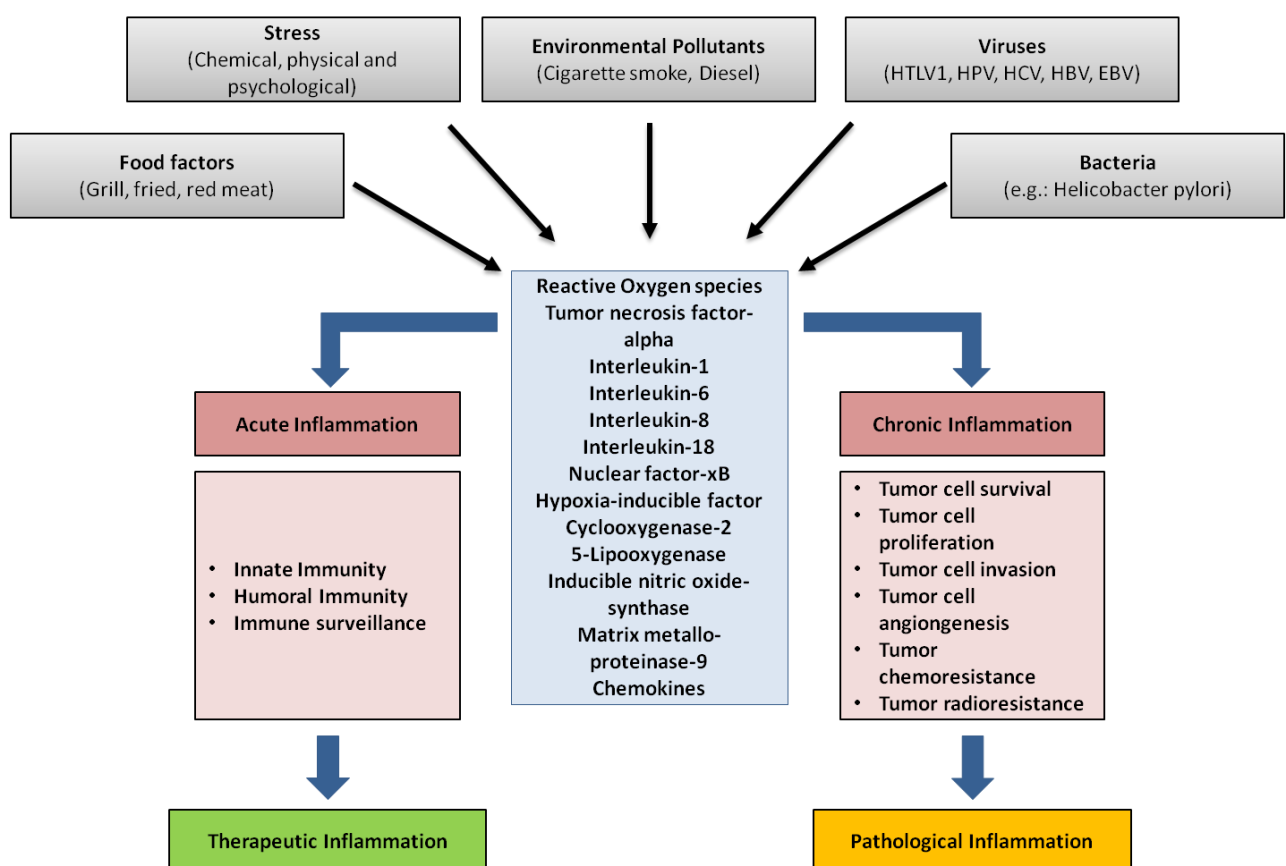 Stress
(Chemical, physical and
psychological)
Environmental Pollutants
(Cigarette smoke, Diesel)
Viruses
(HTLV1, HPV, HCV, HBV, EBV)
Food factors
(Grill, fried, red meat)
Bacteria
(e.g.: Helicobacter pylori)
Reactive Oxygen species
Tumor necrosis factor-
alpha
Interleukin-1
Interleukin-6
Interleukin-8
Interleukin-18
Nuclear factor-xB
Hypoxia-inducible factor
Cyclooxygenase-2
5-Lipooxygenase
Inducible nitric oxide-
synthase
Matrix metallo-
proteinase-9
Chemokines
Acute Inflammation
• Innate Immunity
• Humoral Immunity
• Immune surveillance
Therapeutic Inflammation
Chronic Inflammation
• Tumor cell survival
• Tumor cell
proliferation
• Tumor cell invasion
• Tumor cell
angiongenesis
• Tumor
chemoresistance
• Tumor radioresistance
Pathological Inflammation